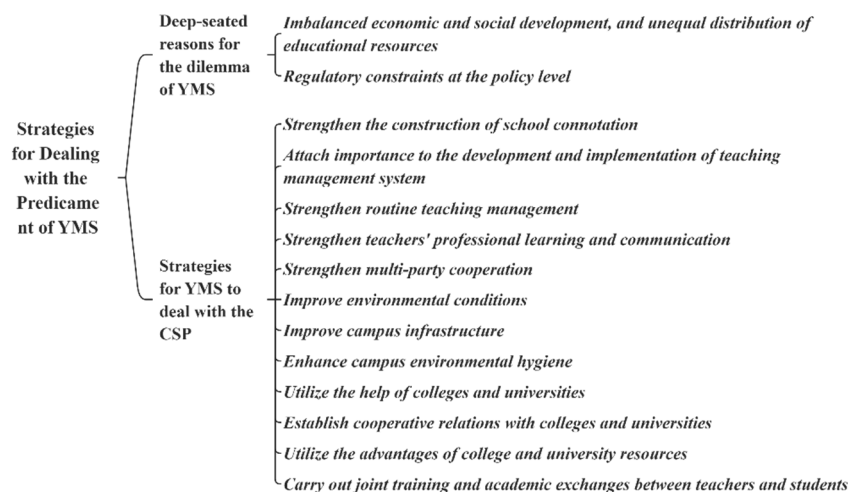 Strategies
for Dealing
with the
Predicame
nt of YMS
Deep-seated
reasons for
the dilemma
of YMS
Imbalanced economic and social development, and unequal distribution of
educational resources
Regulatory constraints at the policy level
Strategies
for YMS to
deal with the
CSP
Strengthen the construction of school connotation
Attach importance to the development and implementation of teaching
management system
Strengthen routine teaching management
Strengthen teachers' professional learning and communication
Strengthen multi-party cooperation
Improve environmental conditions
Improve campus infrastructure
Enhance campus environmental hygiene
Utilize the help of colleges and universities
Establish cooperative relations with colleges and universities
Utilize the advantages of college and university resources
Carry out joint training and academic exchanges between teachers and students